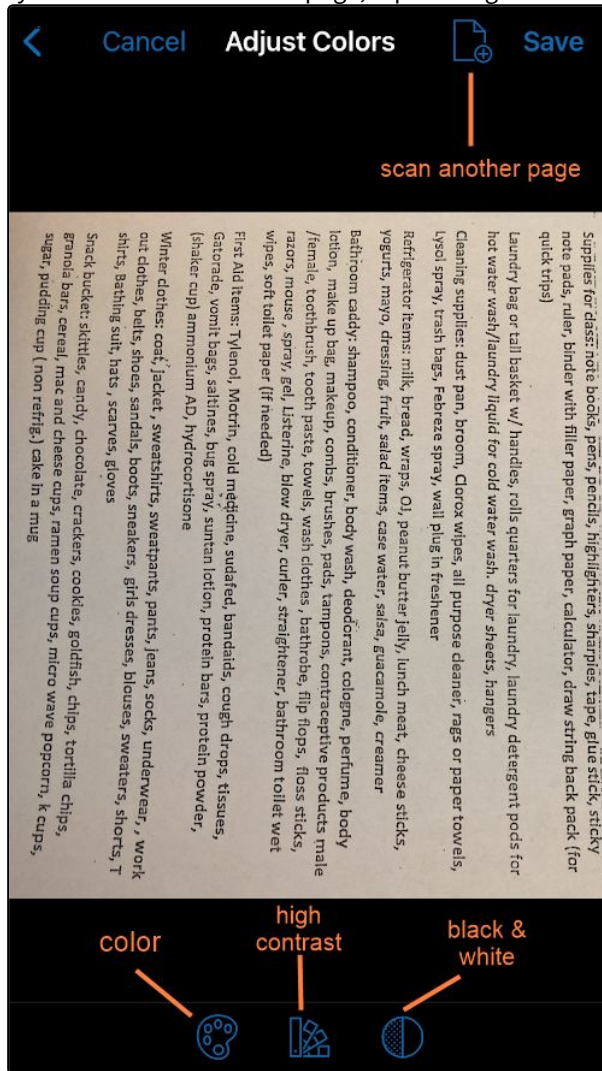 Cancel
Adjust Colors
Save
scan another page
Supplies for class: note books, pens, pencils, highlighters, sharpies, tape, glue stick, sticky
note pads, ruler, binder with filler paper, graph paper, calculator, draw string back pack (for
quick trips)
Laundry bag or tall basket w/ handles, rolls quarters for laundry, laundry detergent pods for
hot water wash/laundry liquid for cold water wash. dryer sheets, hangers
Cleaning supplies: dust pan, broom, Clorox wipes, all purpose cleaner, rags or paper towels,
Lysol spray, trash bags, Febreze spray, wall plug in freshener
Refrigerator items: milk, bread, wraps, OJ, peanut butter jelly, lunch meat, cheese sticks,
yogurts, mayo, dressing, fruit, salad items, case water, salsa, guacamole, creamer
Bathroom caddy: shampoo, conditioner, body wash, deodorant, cologne, perfume, body
lotion, make up bag, makeup, combs, brushes, pads, tampons, contraceptive products male
/female, toothbrush, tooth paste, towels, wash clothes , bathrobe, flip flops, floss sticks,
razors, mouse , spray, gel, Listerine, blow dryer, curler, straightener, bathroom toilet wet
wipes, soft toilet paper (if needed)
First Aid items: Tylenol, Motrin, cold medicine, sudafed, bandaids, cough drops, tissues,
Gatorade, vomit bags, saltines, bug spray, suntan lotion, protein bars, protein powder,
(shaker cup) ammonium AD, hydrocortisone
Winter clothes: coat, jacket , sweatshirts, sweatpants, pants, jeans, socks, underwear, , work
out clothes, belts, shoes, sandals, boots, sneakers, girls dresses, blouses, sweaters, shorts, T
shirts, Bathing suit, hats , scarves, gloves
Snack bucket: skittles, candy, chocolate, crackers, cookies, goldfish, chips, tortilla chips,
granola bars, cereal, mac and cheese cups, ramen soup cups, micro wave popcorn, k cups,
sugar, pudding cup ( non refrig.) cake in a mug
color
high
contrast
black &
white